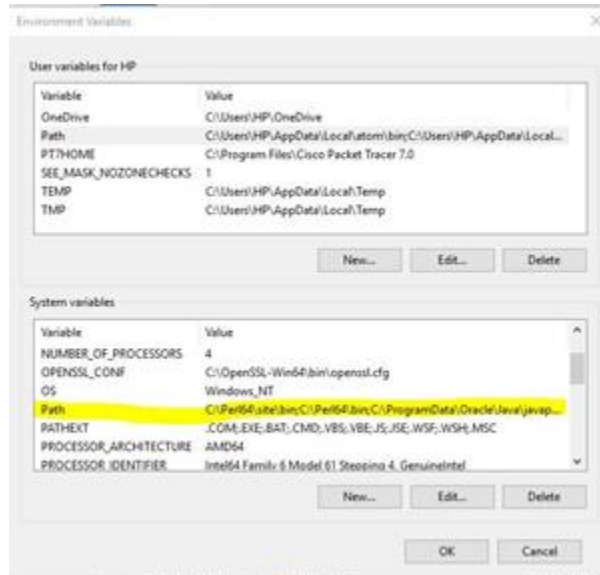 Environment Variables
User variables for HP
Variable Value
OneDrive C:\Users\HP\OneDrive
Path C:\Users\HP\AppData\Local\atom\bin;C:\Users\HP\AppData\Local...
PT7HOME C:\Program Files\Cisco Packet Tracer 7.0
SEE_MASK_NOZONECHECKS 1
TEMP C:\Users\HP\AppData\Local\Temp
TMP C:\Users\HP\AppData\Local\Temp
New... Edit... Delete
System variables
Variable Value
NUMBER_OF_PROCESSORS 4
OPENSSL_CONF C:\OpenSSL-Win64\bin\openssl.cfg
OS Windows_NT
Path C:\Perl64\site\bin;C:\Perl64\bin;C:\ProgramData\Oracle\Java\javap...
PATHEXT .COM;.EXE;.BAT;.CMD;.VBS;.VBE;.JS;.JSE;.WSF;.WSH;.MSC
PROCESSOR_ARCHITECTURE AMD64
PROCESSOR_IDENTIFIER Intel64 Family 6 Model 61 Stepping 4, GenuineIntel
New... Edit... Delete
OK Cancel